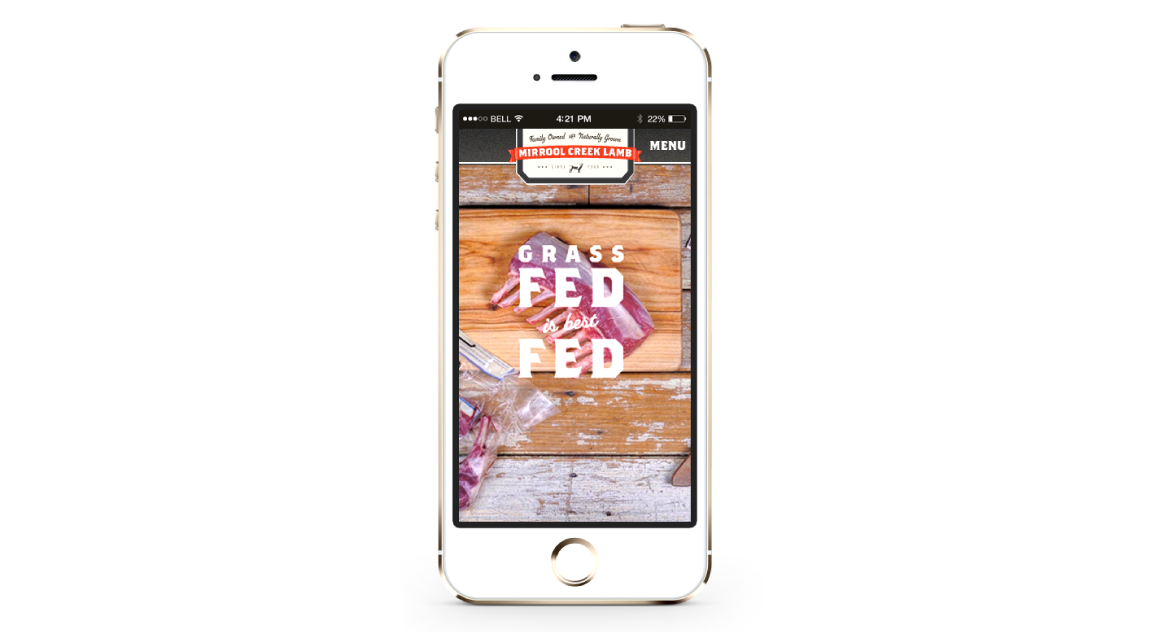 BELL 4:21 PM 22%
Family Owned and Naturally Grown
MIRROOL CREEK LAMB
MENU
SINCE
GRASS
FED
is best
FED